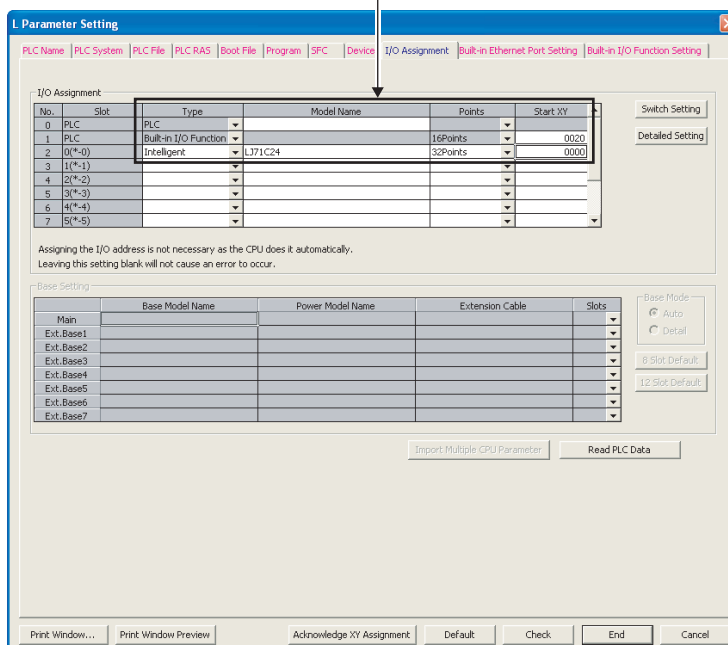 L Parameter Setting
PLC Name | PLC System | PLC File | PLC RAS | Boot File | Program | SFC | Device | I/O Assignment | Built-in Ethernet Port Setting | Built-in I/O Function Setting
I/O Assignment
No. Slot Type Model Name Points Start XY
0 PLC PLC
1 PLC Built-in I/O Function 16Points 0020
2 0(*-0) Intelligent LJ71C24 32Points 0000
3 1(*-1)
4 2(*-2)
5 3(*-3)
6 4(*-4)
7 5(*-5)
Switch Setting
Detailed Setting
Assigning the I/O address is not necessary as the CPU does it automatically.
Leaving this setting blank will not cause an error to occur.
Base Setting
Base Model Name Power Model Name Extension Cable Slots
Main
Ext.Base1
Ext.Base2
Ext.Base3
Ext.Base4
Ext.Base5
Ext.Base6
Ext.Base7
Base Mode
Auto
Detail
8 Slot Default
12 Slot Default
Import Multiple CPU Parameter Read PLC Data
Print Window... Print Window Preview Acknowledge XY Assignment Default Check End Cancel